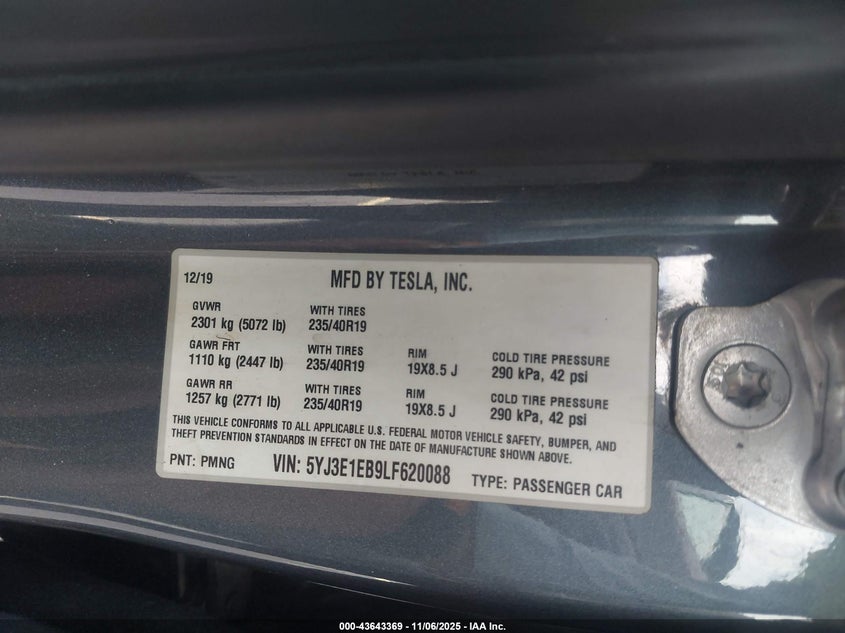 12/19
MFD BY TESLA, INC.
GVWR
2301 kg (5072 lb)
WITH TIRES
235/40R19
GAWR FRT
1110 kg (2447 lb)
WITH TIRES
235/40R19
RIM
19X8.5 J
COLD TIRE PRESSURE
290 kPa, 42 psi
GAWR RR
1257 kg (2771 lb)
WITH TIRES
235/40R19
RIM
19X8.5 J
COLD TIRE PRESSURE
290 kPa, 42 psi
THIS VEHICLE CONFORMS TO ALL APPLICABLE U.S. FEDERAL MOTOR VEHICLE SAFETY, BUMPER, AND
THEFT PREVENTION STANDARDS IN EFFECT ON THE DATE OF MANUFACTURE SHOWN ABOVE.
PNT: PMNG
VIN: 5YJ3E1EB9LF620088
TYPE: PASSENGER CAR
000-43643369 - 11/06/2025 - IAA Inc.